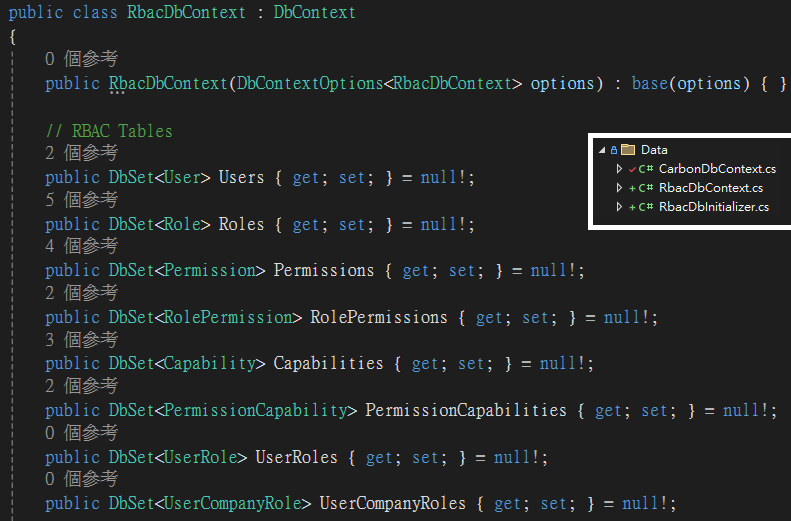 public class RbacDbContext : DbContext
{
0 個參考
public RbacDbContext(DbContextOptions<RbacDbContext> options) : base(options) { }
// RBAC Tables
2 個參考
public DbSet<User> Users { get; set; } = null!;
5 個參考
public DbSet<Role> Roles { get; set; } = null!;
4 個參考
public DbSet<Permission> Permissions { get; set; } = null!;
2 個參考
public DbSet<RolePermission> RolePermissions { get; set; } = null!;
3 個參考
public DbSet<Capability> Capabilities { get; set; } = null!;
2 個參考
public DbSet<PermissionCapability> PermissionCapabilities { get; set; } = null!;
0 個參考
public DbSet<UserRole> UserRoles { get; set; } = null!;
0 個參考
public DbSet<UserCompanyRole> UserCompanyRoles { get; set; } = null!;
Data
C# CarbonDbContext.cs
+ C# RbacDbContext.cs
+ C# RbacDbInitializer.cs